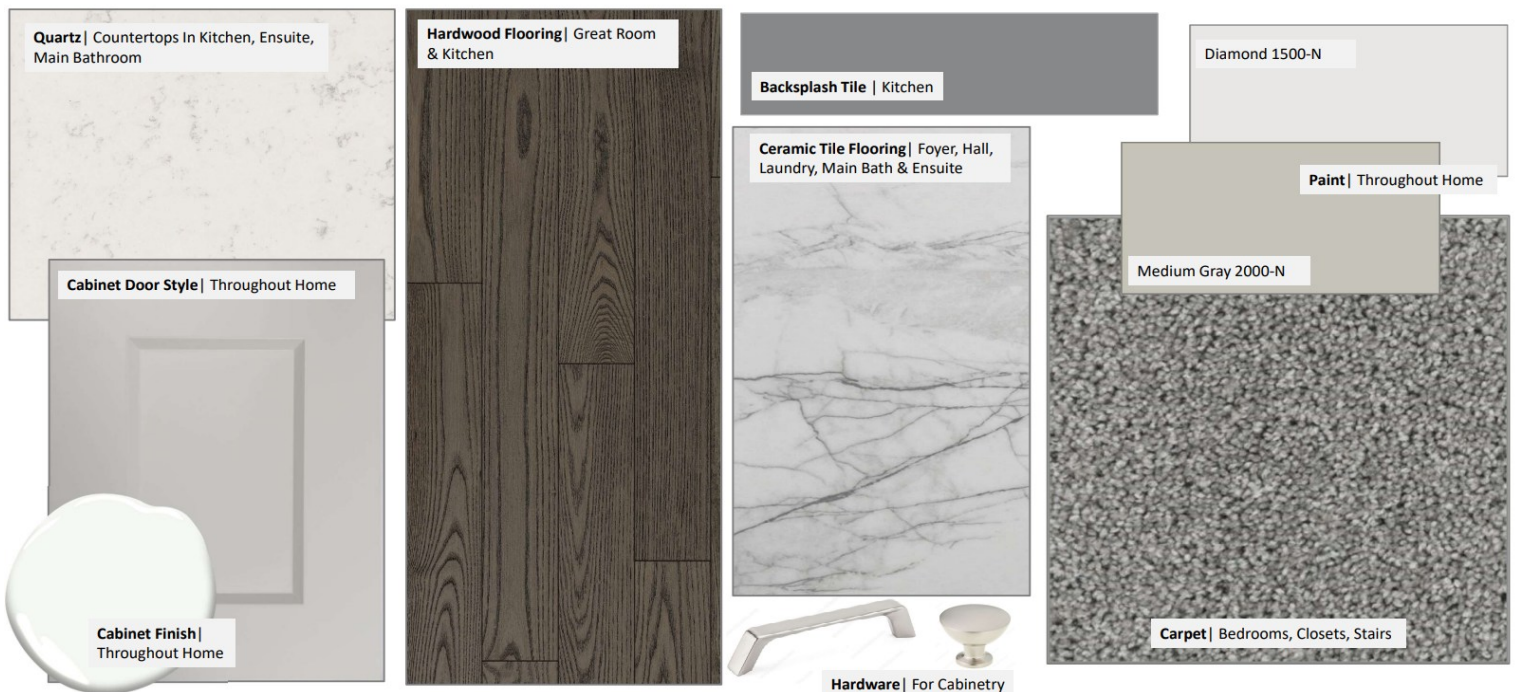 Quartz| Countertops In Kitchen, Ensuite,
Main Bathroom
Cabinet Door Style| Throughout Home
Cabinet Finish|
Throughout Home
Hardwood Flooring| Great Room
& Kitchen
Backsplash Tile | Kitchen
Ceramic Tile Flooring| Foyer, Hall,
Laundry, Main Bath & Ensuite
Hardware| For Cabinetry
Diamond 1500-N
Paint| Throughout Home
Medium Gray 2000-N
Carpet| Bedrooms, Closets, Stairs